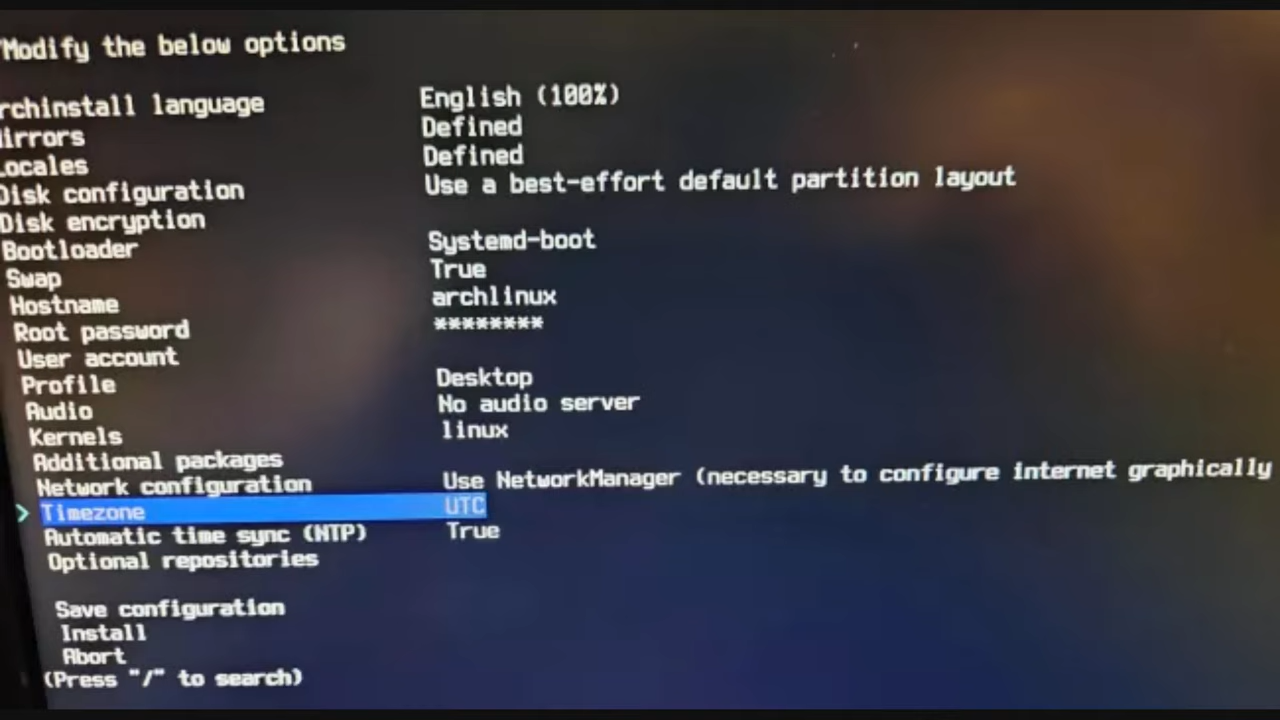 Modify the below options
rchinstall language English (100%)
irrors Defined
ocales Defined
Disk configuration Use a best-effort default partition layout
Disk encryption
Bootloader Systemd-boot
Swap True
Hostname archlinux
Root password ********
User account
Profile Desktop
Audio No audio server
Kernels linux
Additional packages
Network configuration Use NetworkManager (necessary to configure internet graphically
> Timezone UTC
Automatic time sync (NTP) True
Optional repositories
Save configuration
Install
Abort
(Press "/" to search)